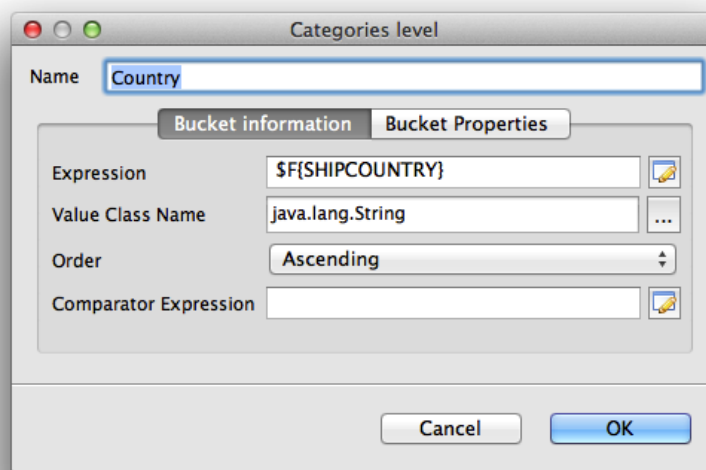 Categories level
Name Country
Bucket information Bucket Properties
Expression $F{SHIPCOUNTRY}
Value Class Name java.lang.String ...
Order Ascending
Comparator Expression
Cancel OK